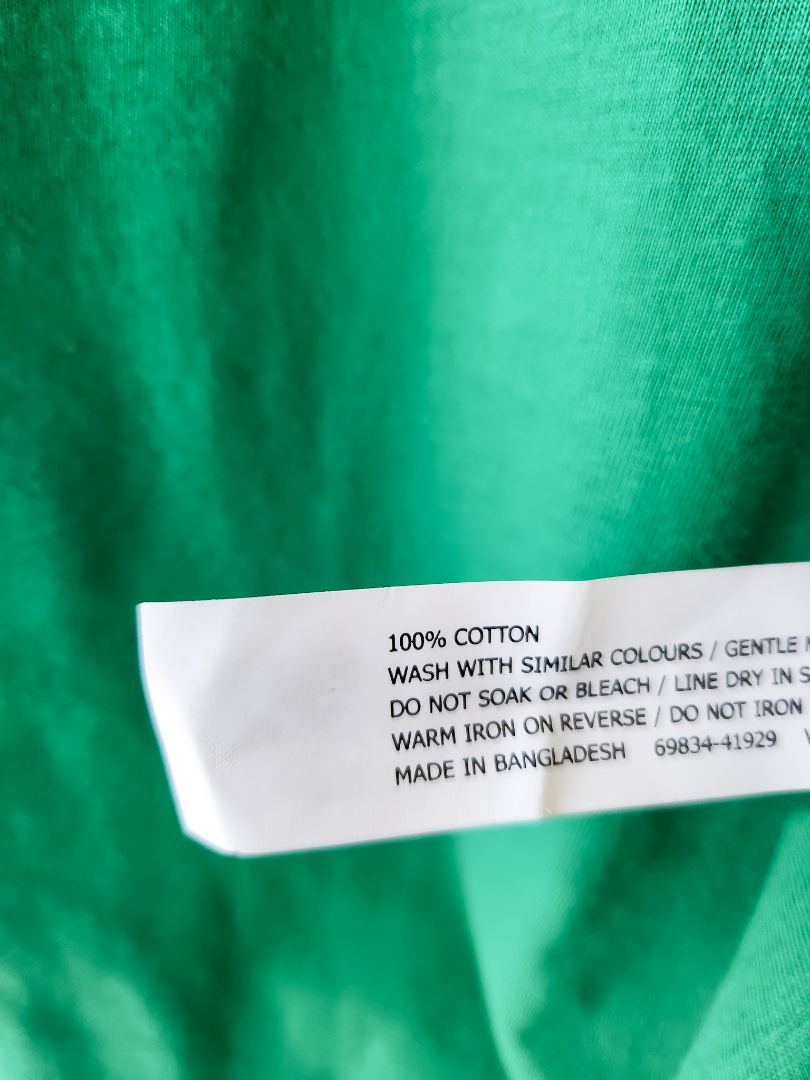 100% COTTON
WASH WITH SIMILAR COLOURS / GENTLE
DO NOT SOAK OR BLEACH / LINE DRY IN
WARM IRON ON REVERSE / DO NOT IRON
MADE IN BANGLADESH 69834-41929